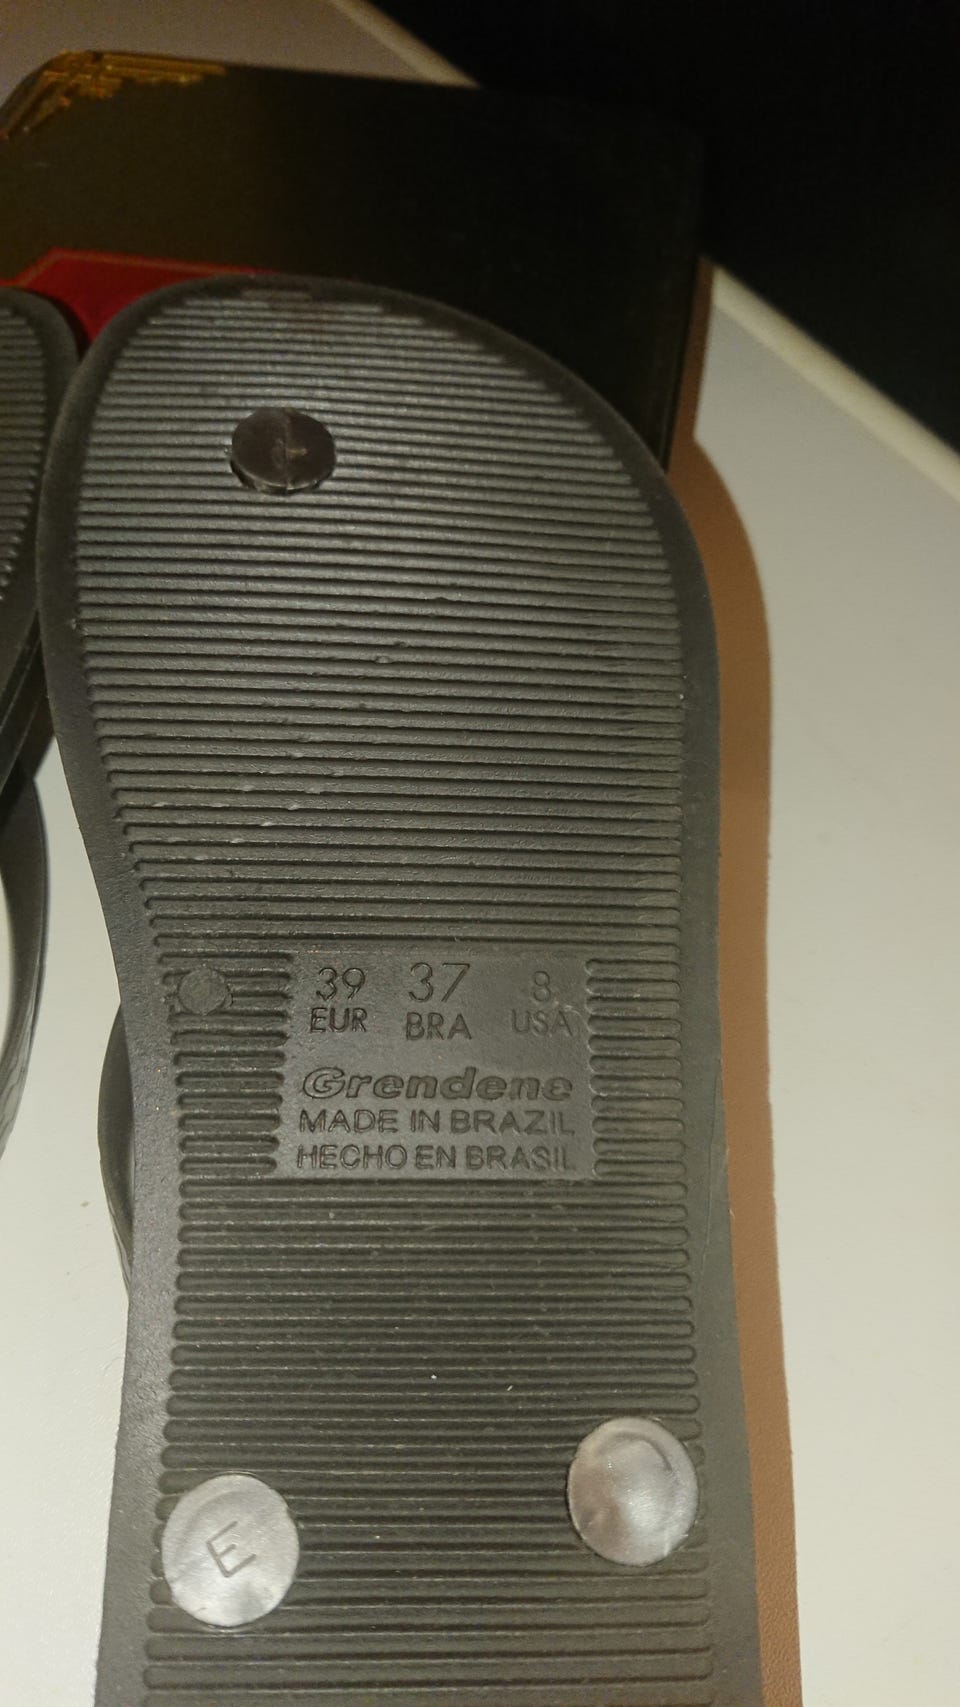 39 37 8
EUR BRA USA
Grendene
MADE IN BRAZIL
HECHO EN BRASIL
E